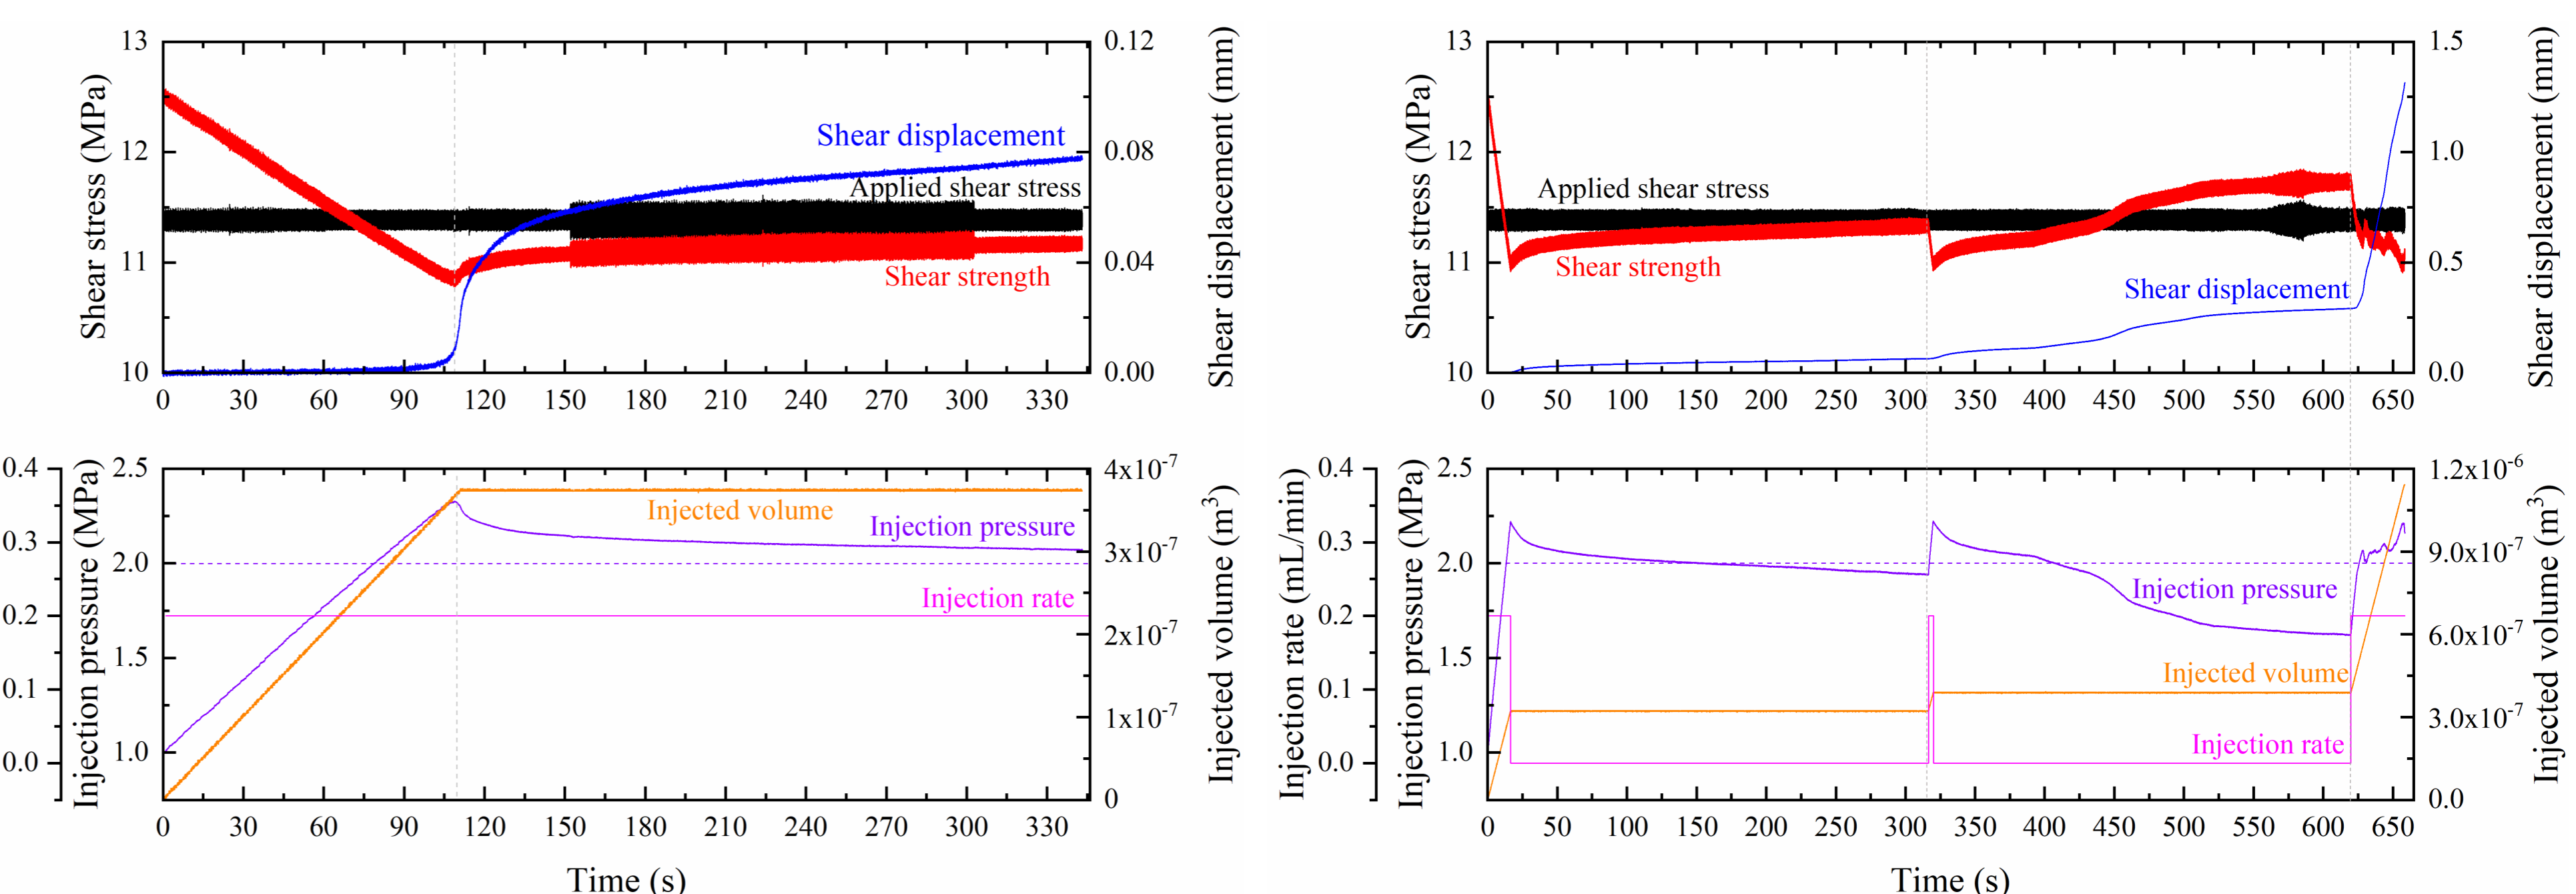 13
12
11
10
Shear stress (MPa)
0.12
0.08
0.04
0.00
Shear displacement (mm)
Shear displacement
Applied shear stress
Shear strength
0 30 60 90 120 150 180 210 240 270 300 330
13
12
11
10
Shear stress (MPa)
1.5
1.0
0.5
0.0
Shear displacement (mm)
Applied shear stress
Shear strength
Shear displacement
0 50 100 150 200 250 300 350 400 450 500 550 600 650
0.4
0.3
0.2
0.1
0.0
Injection pressure (MPa)
2.5
2.0
1.5
1.0
4x10⁻⁷
3x10⁻⁷
2x10⁻⁷
1x10⁻⁷
0
Injected volume (m³)
Injected volume
Injection pressure
Injection rate
0 30 60 90 120 150 180 210 240 270 300 330
Time (s)
Injection rate (mL/min)
0.4
0.3
0.2
0.1
0.0
Injection pressure (MPa)
2.5
2.0
1.5
1.0
1.2x10⁻⁶
9.0x10⁻⁷
6.0x10⁻⁷
3.0x10⁻⁷
0.0
Injected volume (m³)
Injection pressure
Injected volume
Injection rate
0 50 100 150 200 250 300 350 400 450 500 550 600 650
Time (s)